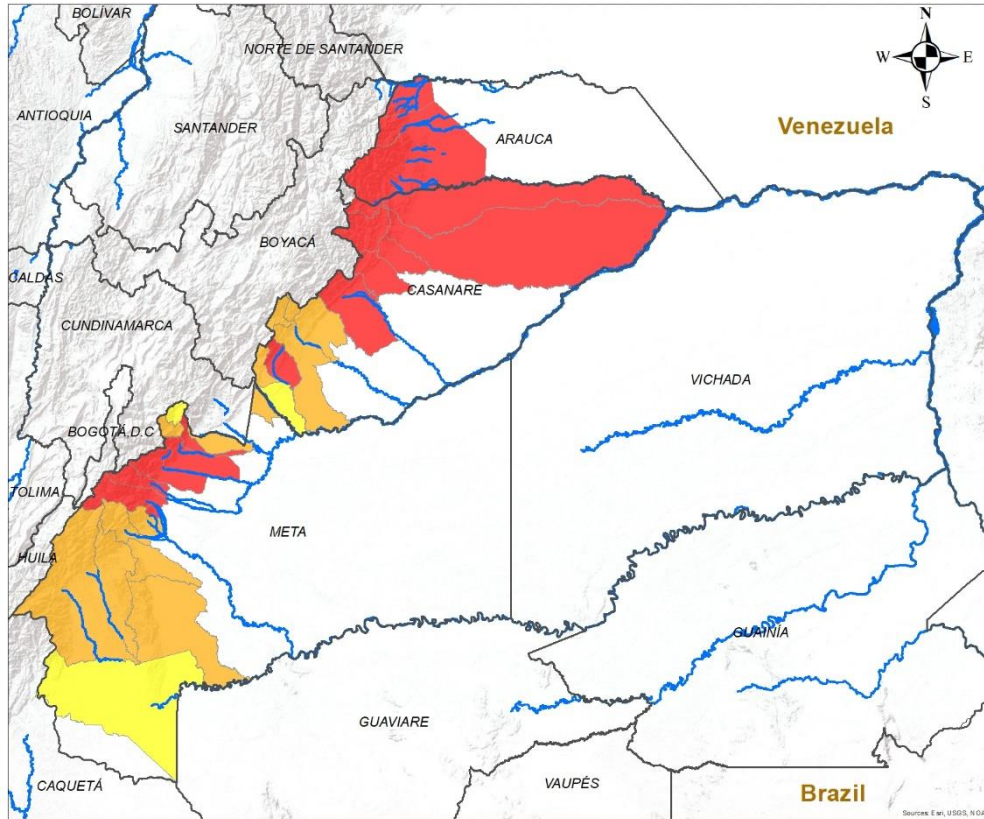 BOLÍVAR
NORTE DE SANTANDER
N
W
E
S
ANTIOQUIA
SANTANDER
ARAUCA
Venezuela
BOYACÁ
CALDAS
CASANARE
CUNDINAMARCA
VICHADA
BOGOTÁ D.C
TOLIMA
META
HUILA
GUAINÍA
GUAVIARE
CAQUETÁ
VAUPÉS
Brazil
Sources: Esri, USGS, NOA